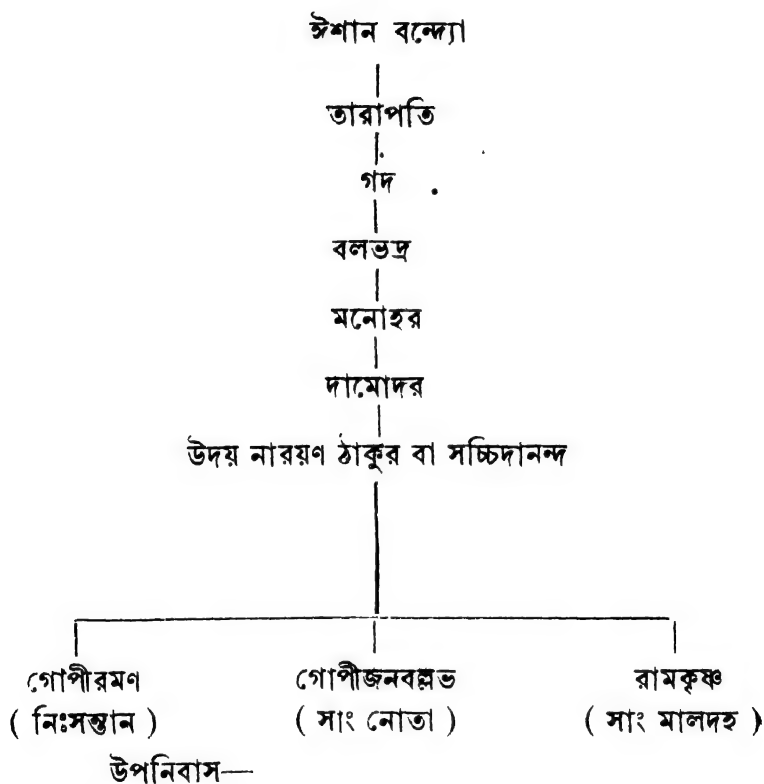 ঈশান বন্দ্যো
তারাপতি
গদ
বলভদ্র
মনোহর
দামোদর
উদয় নারয়ণ ঠাকুর বা সচ্চিদানন্দ
গোপীরমণ গোপীজনবল্লভ রামকৃষ্ণ
( নিঃসন্তান ) ( সাং নোতা ) ( সাং মালদহ )
উপনিবাস—